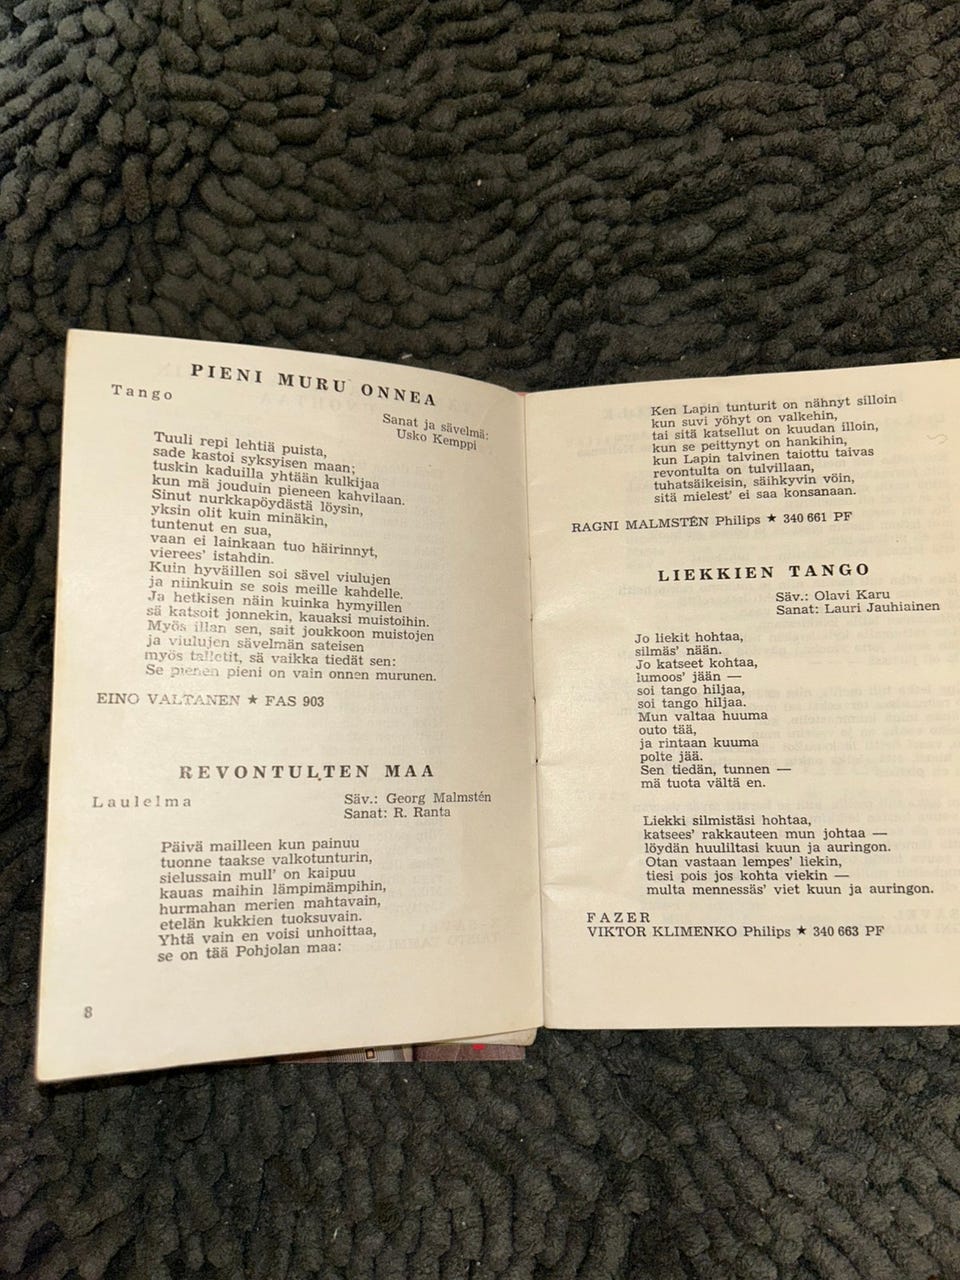 PIENI MURU ONNEA
Tango
Sanat ja sävelmä:
Usko Kemppi
Tuuli repi lehtiä puista,
sade kastoi syksyisen maan;
tuskin kaduilla yhtään kulkijaa
kun mä jouduin pieneen kahvilaan.
Sinut nurkkapöydästä löysin,
yksin olit kuin minäkin,
tuntenut en sua,
vaan ei lainkaan tuo häirinnyt,
vierees' istahdin.
Kuin hyväillen soi sävel viulujen
ja niinkuin se sois meille kahdelle.
Ja hetkisen näin kuinka hymyillen
sä katsoit jonnekin, kauaksi muistoihin.
Myös illan sen, sait joukkoon muistojen
ja viulujen sävelmän sateisen
myös talletit, sä vaikka tiedät sen:
Se pienen pieni on vain onnen murunen.
EINO VALTANEN ★ FAS 903
REVONTULTEN MAA
Laulelma
Säv.: Georg Malmstén
Sanat: R. Ranta
Päivä mailleen kun painuu
tuonne taakse valkotunturin,
sielussain mull' on kaipuu
kauas maihin lämpimämpihin,
hurmahan merien mahtavain,
etelän kukkien tuoksuvain.
Yhtä vain en voisi unhoittaa,
se on tää Pohjolan maa:
8
Ken Lapin tunturit on nähnyt silloin
kun suvi yöhyt on valkehin,
tai sitä katsellut on kuudan illoin,
kun se peittynyt on hankihin,
kun Lapin talvinen taiottu taivas
revontulta on tulvillaan,
tuhatsäikeisin, säihkyvin vöin,
sitä mielest' ei saa konsanaan.
RAGNI MALMSTÉN Philips ★ 340 661 PF
LIEKKIEN TANGO
Säv.: Olavi Karu
Sanat: Lauri Jauhiainen
Jo liekit hohtaa,
silmäs' nään.
Jo katseet kohtaa,
lumoos' jään —
soi tango hiljaa,
soi tango hiljaa.
Mun valtaa huuma
outo tää,
ja rintaan kuuma
polte jää.
Sen tiedän, tunnen —
mä tuota vältä en.
Liekki silmistäsi hohtaa,
katsees' rakkauteen mun johtaa —
löydän huuliltasi kuun ja auringon.
Otan vastaan lempes' liekin,
tiesi pois jos kohta viekin —
multa mennessäs' viet kuun ja auringon.
FAZER
VIKTOR KLIMENKO Philips ★ 340 663 PF